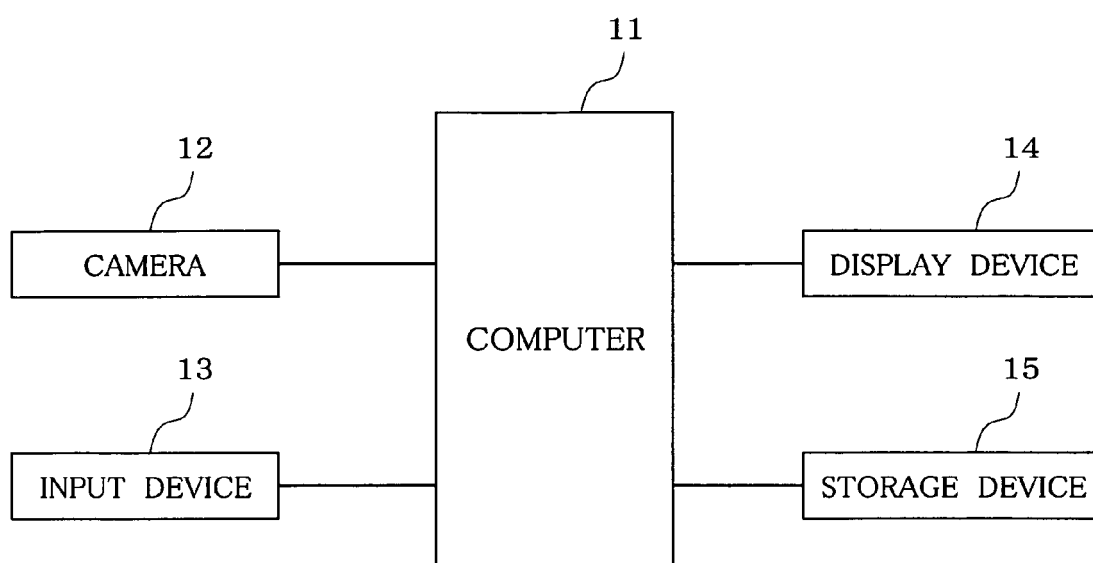 11
12
14
CAMERA
DISPLAY DEVICE
COMPUTER
13
15
INPUT DEVICE
STORAGE DEVICE